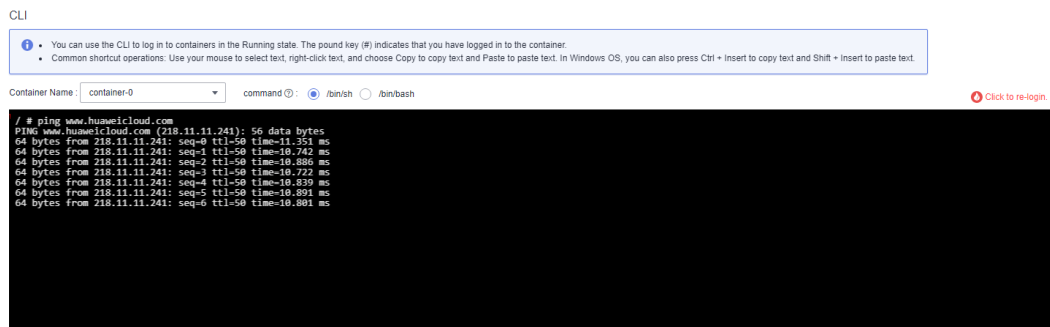 CLI
• You can use the CLI to log in to containers in the Running state. The pound key (#) indicates that you have logged in to the container.
• Common shortcut operations: Use your mouse to select text, right-click text, and choose Copy to copy text and Paste to paste text. In Windows OS, you can also press Ctrl + Insert to copy text and Shift + Insert to paste text.
Container Name : container-0 command ? : /bin/sh /bin/bash Click to re-login.
/ # ping www.huaweicloud.com
PING www.huaweicloud.com (218.11.11.241): 56 data bytes
64 bytes from 218.11.11.241: seq=0 ttl=50 time=11.351 ms
64 bytes from 218.11.11.241: seq=1 ttl=50 time=10.742 ms
64 bytes from 218.11.11.241: seq=2 ttl=50 time=10.886 ms
64 bytes from 218.11.11.241: seq=3 ttl=50 time=10.722 ms
64 bytes from 218.11.11.241: seq=4 ttl=50 time=10.839 ms
64 bytes from 218.11.11.241: seq=5 ttl=50 time=10.891 ms
64 bytes from 218.11.11.241: seq=6 ttl=50 time=10.801 ms